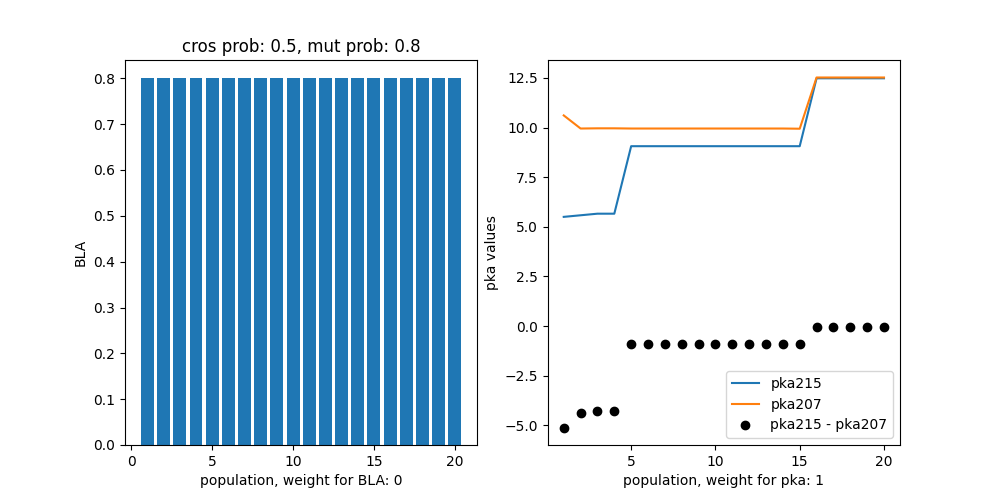 cros prob: 0.5, mut prob: 0.8
BLA
0.8
0.7
0.6
0.5
0.4
0.3
0.2
0.1
0.0
0 5 10 15 20
population, weight for BLA: 0
pka values
12.5
10.0
7.5
5.0
2.5
0.0
−2.5
−5.0
pka215
pka207
pka215 - pka207
5 10 15 20
population, weight for pka: 1